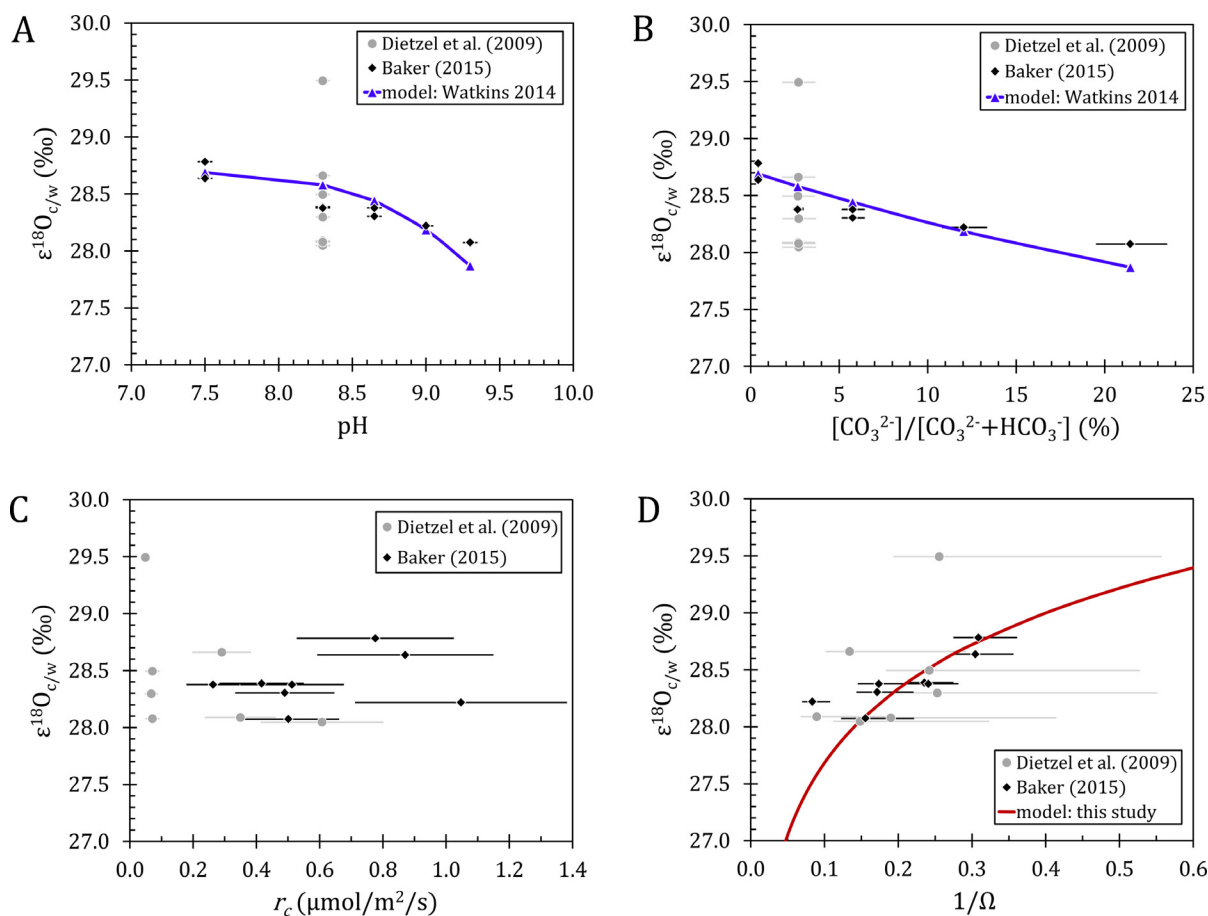 A
30.0
29.5
29.0
28.5
28.0
27.5
27.0
ε¹⁸O c/w (‰)
7.0 7.5 8.0 8.5 9.0 9.5 10.0
pH
Dietzel et al. (2009)
Baker (2015)
model: Watkins 2014
B
30.0
29.5
29.0
28.5
28.0
27.5
27.0
ε¹⁸O c/w (‰)
0 5 10 15 20 25
[CO₃²⁻]/[CO₃²⁻+HCO₃⁻] (%)
Dietzel et al. (2009)
Baker (2015)
model: Watkins 2014
C
30.0
29.5
29.0
28.5
28.0
27.5
27.0
ε¹⁸O c/w (‰)
0.0 0.2 0.4 0.6 0.8 1.0 1.2 1.4
r c (μmol/m²/s)
Dietzel et al. (2009)
Baker (2015)
D
30.0
29.5
29.0
28.5
28.0
27.5
27.0
ε¹⁸O c/w (‰)
0.0 0.1 0.2 0.3 0.4 0.5 0.6
1/Ω
Dietzel et al. (2009)
Baker (2015)
model: this study